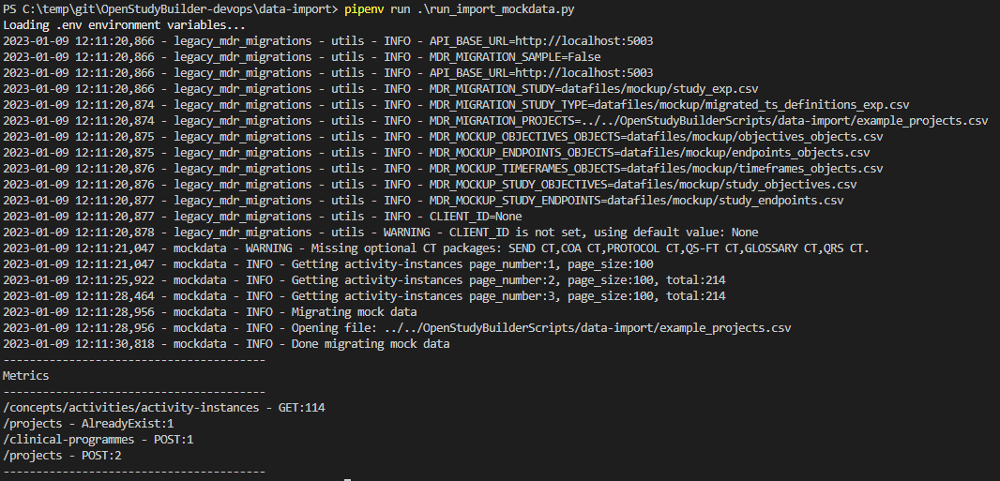 PS C:\temp\git\OpenStudyBuilder-devops\data-import> pipenv run .\run_import_mockdata.py
Loading .env environment variables...
2023-01-09 12:11:20,866 - legacy_mdr_migrations - utils - INFO - API_BASE_URL=http://localhost:5003
2023-01-09 12:11:20,866 - legacy_mdr_migrations - utils - INFO - MDR_MIGRATION_SAMPLE=False
2023-01-09 12:11:20,866 - legacy_mdr_migrations - utils - INFO - API_BASE_URL=http://localhost:5003
2023-01-09 12:11:20,866 - legacy_mdr_migrations - utils - INFO - MDR_MIGRATION_STUDY=datafiles/mockup/study_exp.csv
2023-01-09 12:11:20,874 - legacy_mdr_migrations - utils - INFO - MDR_MIGRATION_STUDY_TYPE=datafiles/mockup/migrated_ts_definitions_exp.csv
2023-01-09 12:11:20,874 - legacy_mdr_migrations - utils - INFO - MDR_MIGRATION_PROJECTS=../../OpenStudyBuilderScripts/data-import/example_projects.csv
2023-01-09 12:11:20,875 - legacy_mdr_migrations - utils - INFO - MDR_MOCKUP_OBJECTIVES_OBJECTS=datafiles/mockup/objectives_objects.csv
2023-01-09 12:11:20,875 - legacy_mdr_migrations - utils - INFO - MDR_MOCKUP_ENDPOINTS_OBJECTS=datafiles/mockup/endpoints_objects.csv
2023-01-09 12:11:20,876 - legacy_mdr_migrations - utils - INFO - MDR_MOCKUP_TIMEFRAMES_OBJECTS=datafiles/mockup/timeframes_objects.csv
2023-01-09 12:11:20,876 - legacy_mdr_migrations - utils - INFO - MDR_MOCKUP_STUDY_OBJECTIVES=datafiles/mockup/study_objectives.csv
2023-01-09 12:11:20,877 - legacy_mdr_migrations - utils - INFO - MDR_MOCKUP_STUDY_ENDPOINTS=datafiles/mockup/study_endpoints.csv
2023-01-09 12:11:20,877 - legacy_mdr_migrations - utils - INFO - CLIENT_ID=None
2023-01-09 12:11:20,878 - legacy_mdr_migrations - utils - WARNING - CLIENT_ID is not set, using default value: None
2023-01-09 12:11:21,047 - mockdata - WARNING - Missing optional CT packages: SEND CT,COA CT,PROTOCOL CT,QS-FT CT,GLOSSARY CT,QRS CT.
2023-01-09 12:11:21,047 - mockdata - INFO - Getting activity-instances page_number:1, page_size:100
2023-01-09 12:11:25,922 - mockdata - INFO - Getting activity-instances page_number:2, page_size:100, total:214
2023-01-09 12:11:28,464 - mockdata - INFO - Getting activity-instances page_number:3, page_size:100, total:214
2023-01-09 12:11:28,956 - mockdata - INFO - Migrating mock data
2023-01-09 12:11:28,956 - mockdata - INFO - Opening file: ../../OpenStudyBuilderScripts/data-import/example_projects.csv
2023-01-09 12:11:30,818 - mockdata - INFO - Done migrating mock data
----------------------------------------
Metrics
----------------------------------------
/concepts/activities/activity-instances - GET:114
/projects - AlreadyExist:1
/clinical-programmes - POST:1
/projects - POST:2
----------------------------------------